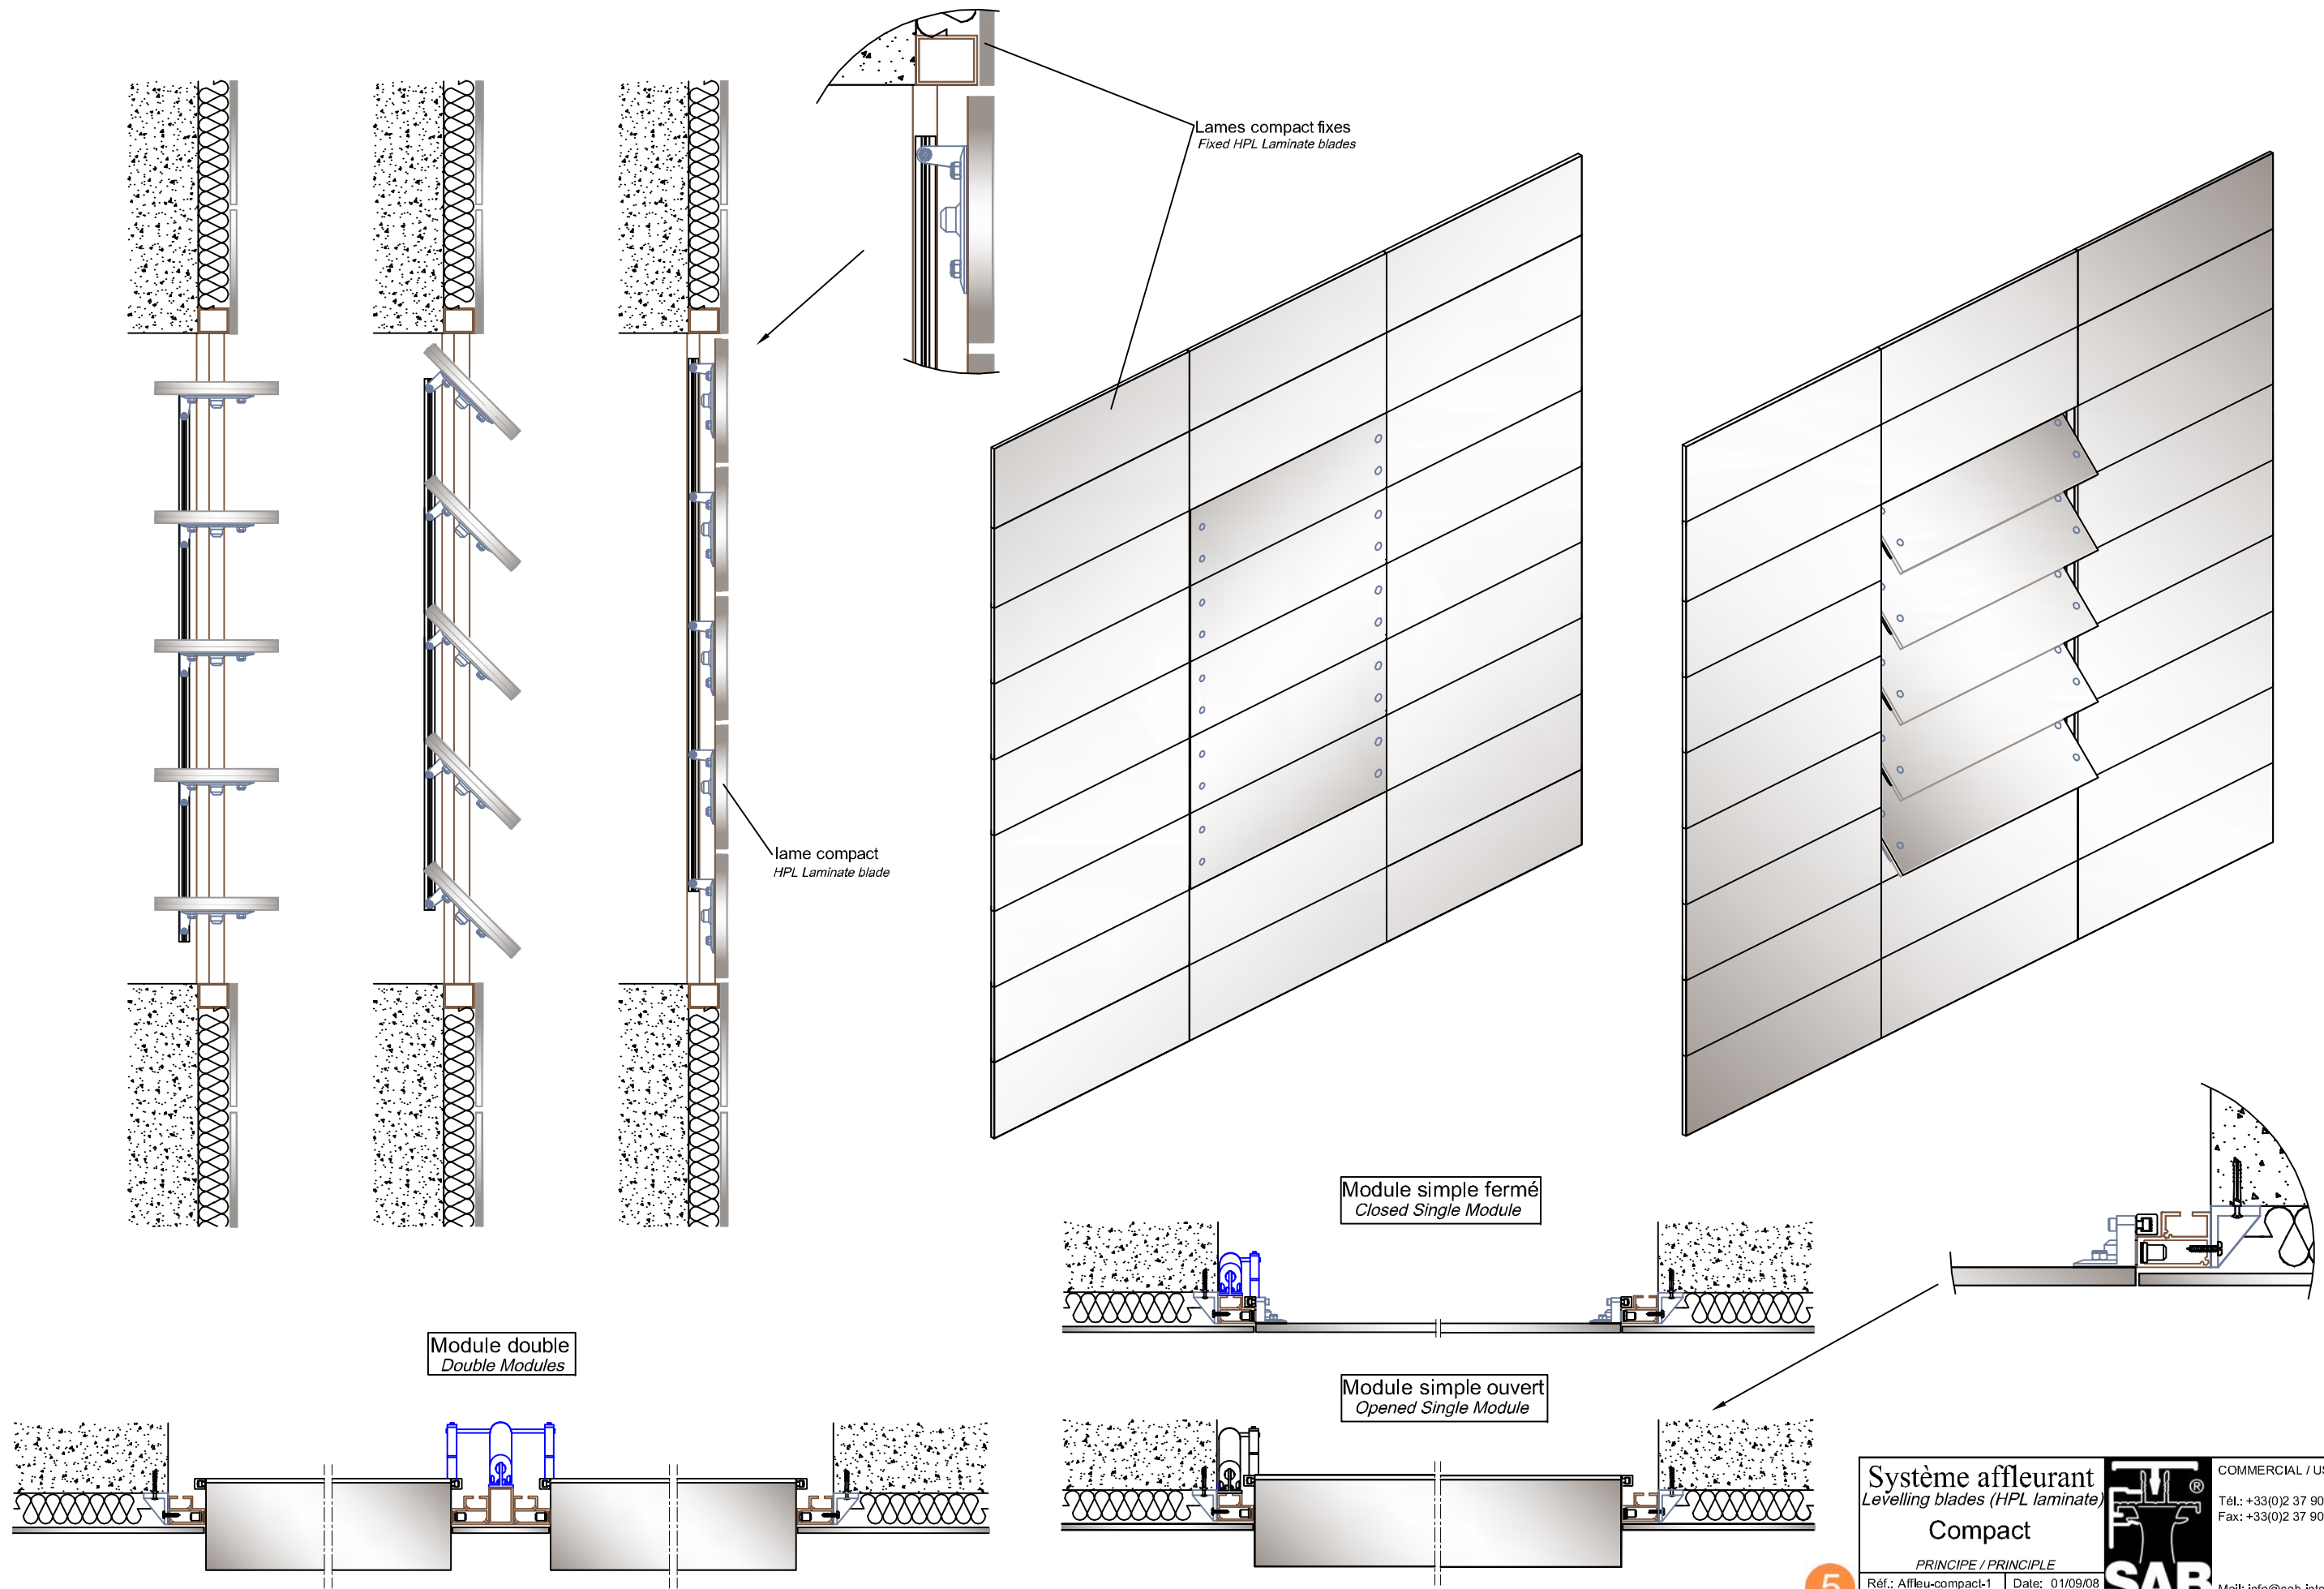 Lames compact fixes
Fixed HPL Laminate blades
lame compact
HPL Laminate blade
Module simple fermé
Closed Single Module
Module double
Double Modules
Module simple ouvert
Opened Single Module
Système affleurant
Levelling blades (HPL laminate)
Compact
PRINCIPE / PRINCIPLE
Réf.: Affleu-compact-1 Date: 01/09/08
SAB
®
COMMERCIAL /
Tél.: +33(0)2 37 90
Fax: +33(0)2 37 90
5